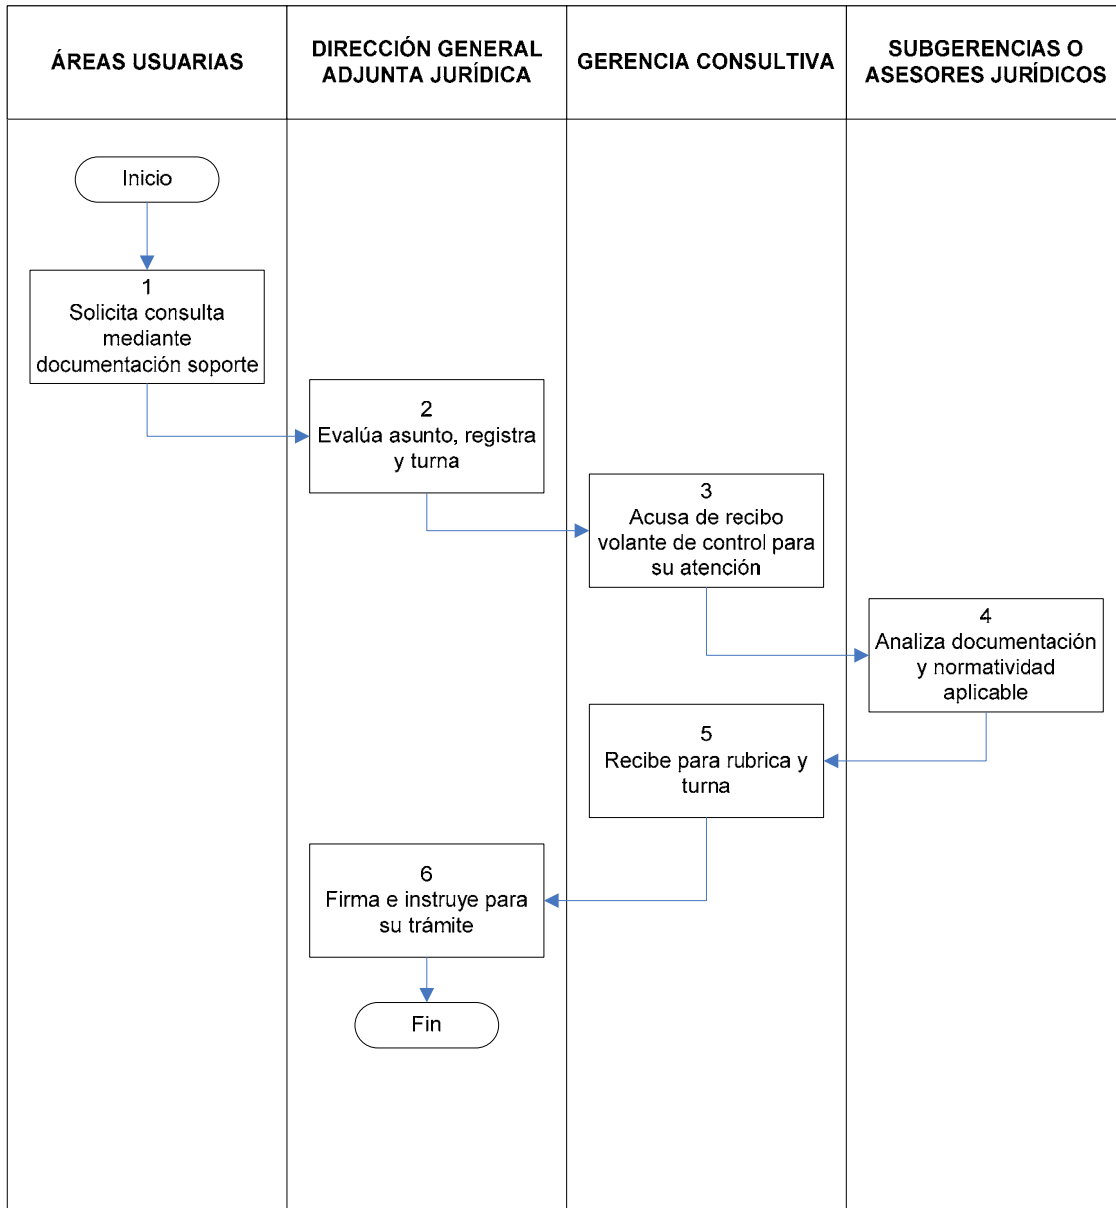 ÁREAS USUARIAS
DIRECCIÓN GENERAL
ADJUNTA JURÍDICA
GERENCIA CONSULTIVA
SUBGERENCIAS O
ASESORES JURÍDICOS
Inicio
1
Solicita consulta
mediante
documentación soporte
2
Evalúa asunto, registra
y turna
3
Acusa de recibo
volante de control para
su atención
4
Analiza documentación
y normatividad
aplicable
5
Recibe para rubrica y
turna
6
Firma e instruye para
su trámite
Fin